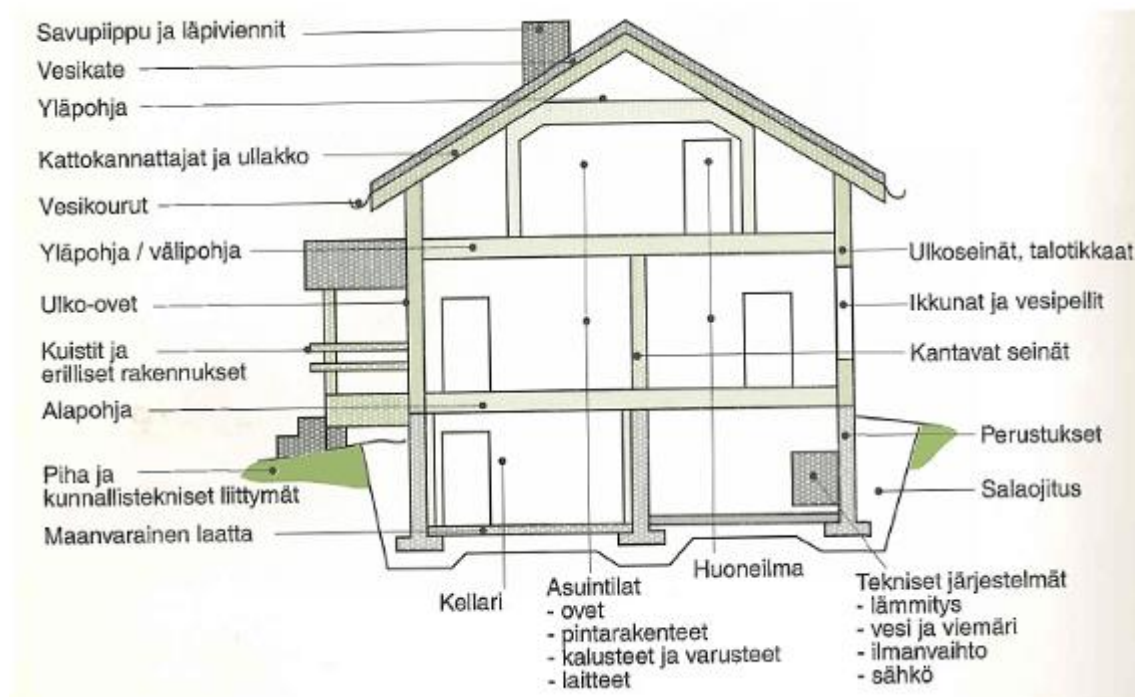 Savupiippu ja läpiviennit
Vesikate
Yläpohja
Kattokannattajat ja ullakko
Vesikourut
Yläpohja / välipohja
Ulko-ovet
Kuistit ja
erilliset rakennukset
Alapohja
Piha ja
kunnallistekniset liittymät
Maanvarainen laatta
Kellari
Asuintilat
- ovet
- pintarakenteet
- kalusteet ja varusteet
- laitteet
Huoneilma
Ulkoseinät, talotikkaat
Ikkunat ja vesipellit
Kantavat seinät
Perustukset
Salaojitus
Tekniset järjestelmät
- lämmitys
- vesi ja viemäri
- ilmanvaihto
- sähkö